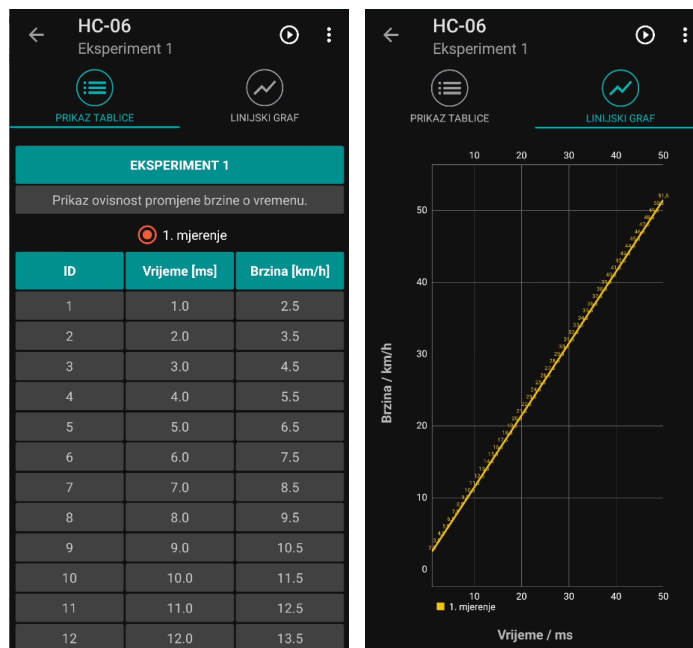 HC-06
Eksperiment 1
PRIKAZ TABLICE LINIJSKI GRAF
EKSPERIMENT 1
Prikaz ovisnost promjene brzine o vremenu.
1. mjerenje
ID Vrijeme [ms] Brzina [km/h]
1 1.0 2.5
2 2.0 3.5
3 3.0 4.5
4 4.0 5.5
5 5.0 6.5
6 6.0 7.5
7 7.0 8.5
8 8.0 9.5
9 9.0 10.5
10 10.0 11.5
11 11.0 12.5
12 12.0 13.5
HC-06
Eksperiment 1
PRIKAZ TABLICE LINIJSKI GRAF
10 20 30 40 50
51,5
50
40
30
20
10
0
Brzina / km/h
10 20 30 40 50
1. mjerenje
Vrijeme / ms